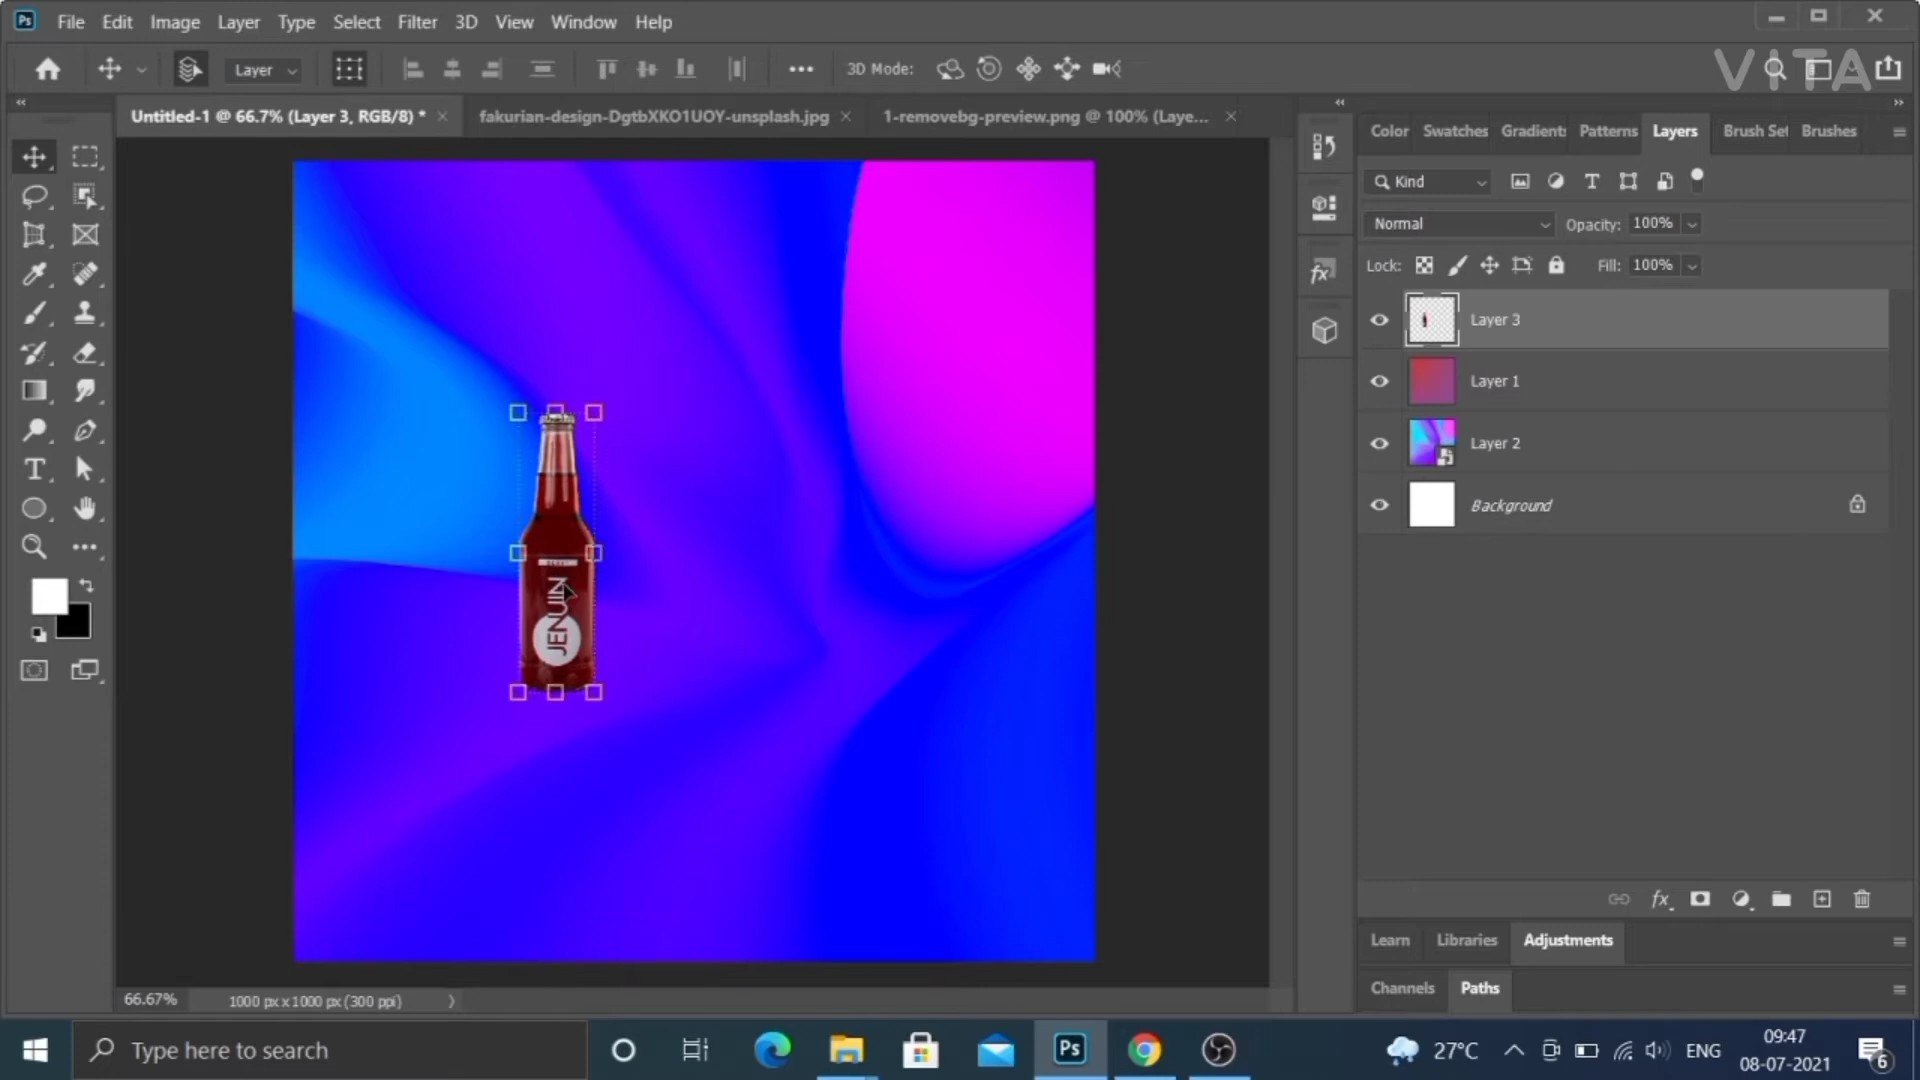 Ps File Edit Image Layer Type Select Filter 3D View Window Help
Layer 3D Mode: VITA
Untitled-1 @ 66.7% (Layer 3, RGB/8) * fakurian-design-DgtbXKO1UOY-unsplash.jpg 1-removebg-preview.png @ 100% (Laye...
Color Swatches Gradients Patterns Layers Brush Set Brushes
Kind
Normal Opacity: 100%
Lock: Fill: 100%
Layer 3
Layer 1
Layer 2
Background
JENUIN
66.67% 1000 px x 1000 px (300 ppi)
Learn Libraries Adjustments
Channels Paths
Type here to search Ps 27°C ENG 09:47
08-07-2021
6